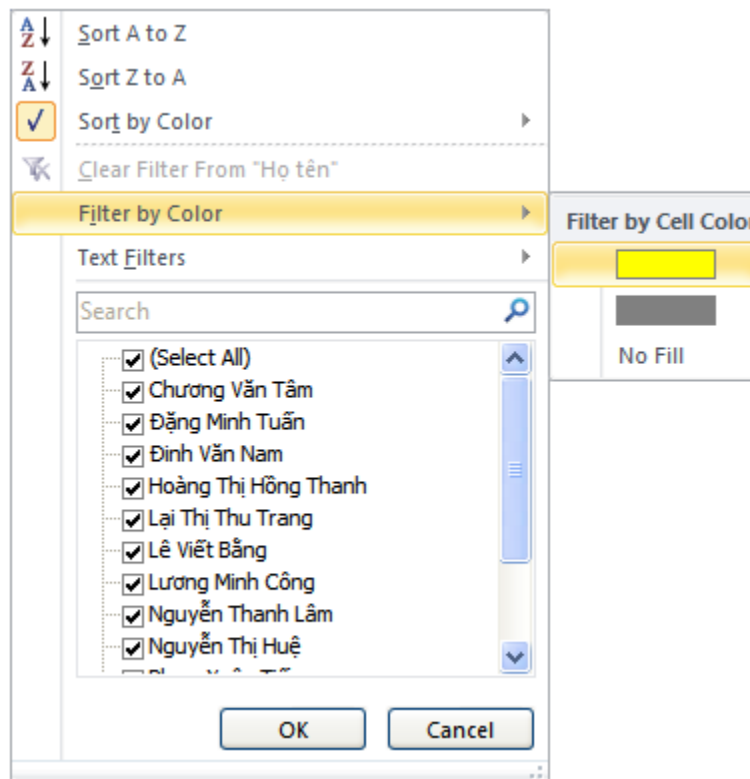 Sort A to Z
Sort Z to A
Sort by Color
Clear Filter From "Họ tên"
Filter by Color
Filter by Cell Color
No Fill
Text Filters
Search
(Select All)
Chương Văn Tâm
Đặng Minh Tuấn
Đinh Văn Nam
Hoàng Thị Hồng Thanh
Lại Thị Thu Trang
Lê Viết Bằng
Lương Minh Công
Nguyễn Thanh Lâm
Nguyễn Thị Huệ
OK Cancel